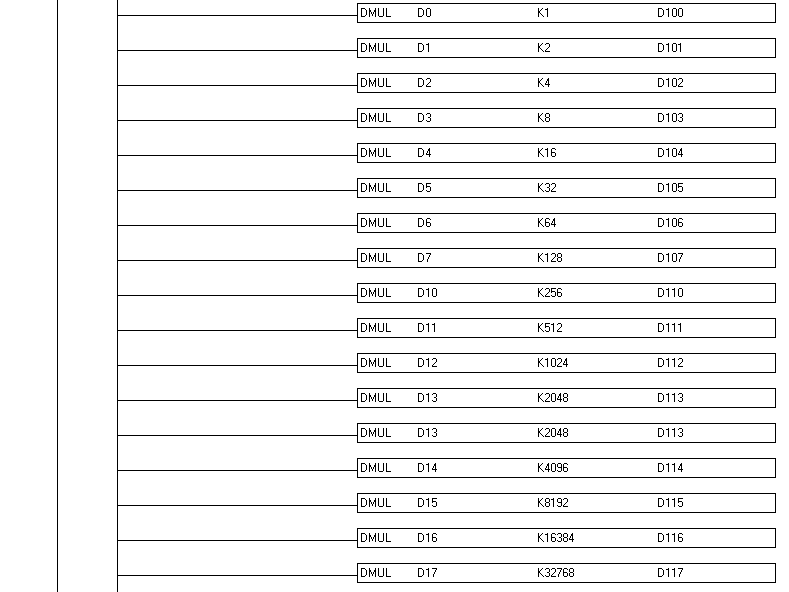 DMUL D0 K1 D100
DMUL D1 K2 D101
DMUL D2 K4 D102
DMUL D3 K8 D103
DMUL D4 K16 D104
DMUL D5 K32 D105
DMUL D6 K64 D106
DMUL D7 K128 D107
DMUL D10 K256 D110
DMUL D11 K512 D111
DMUL D12 K1024 D112
DMUL D13 K2048 D113
DMUL D13 K2048 D113
DMUL D14 K4096 D114
DMUL D15 K8192 D115
DMUL D16 K16384 D116
DMUL D17 K32768 D117